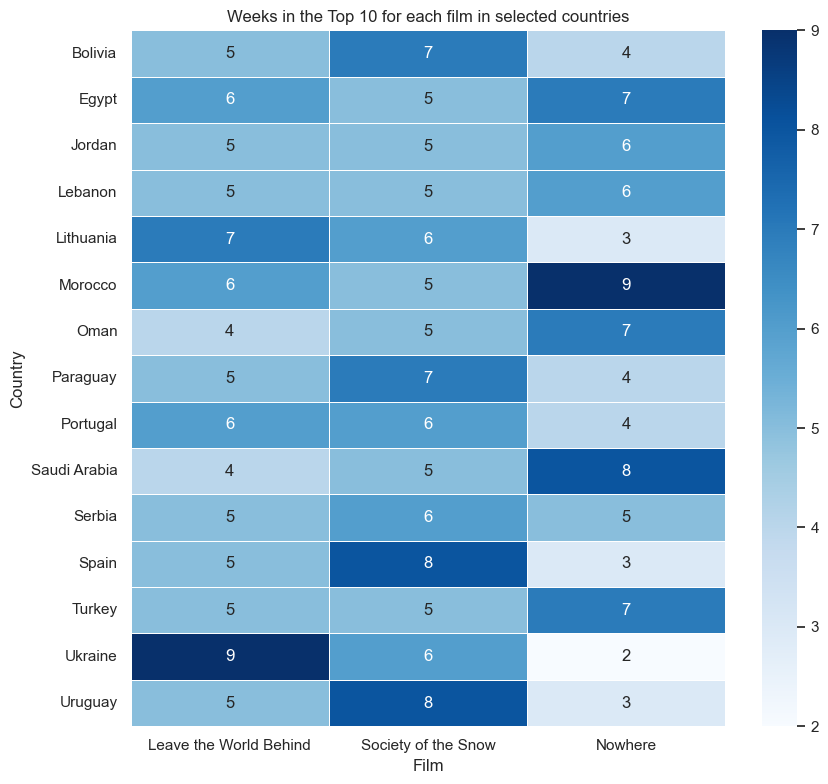 Weeks in the Top 10 for each film in selected countries
Bolivia 5 7 4
Egypt 6 5 7
Jordan 5 5 6
Lebanon 5 5 6
Lithuania 7 6 3
Morocco 6 5 9
Oman 4 5 7
Paraguay 5 7 4
Portugal 6 6 4
Saudi Arabia 4 5 8
Serbia 5 6 5
Spain 5 8 3
Turkey 5 5 7
Ukraine 9 6 2
Uruguay 5 8 3
Country
Leave the World Behind Society of the Snow Nowhere
Film
9
8
7
6
5
4
3
2